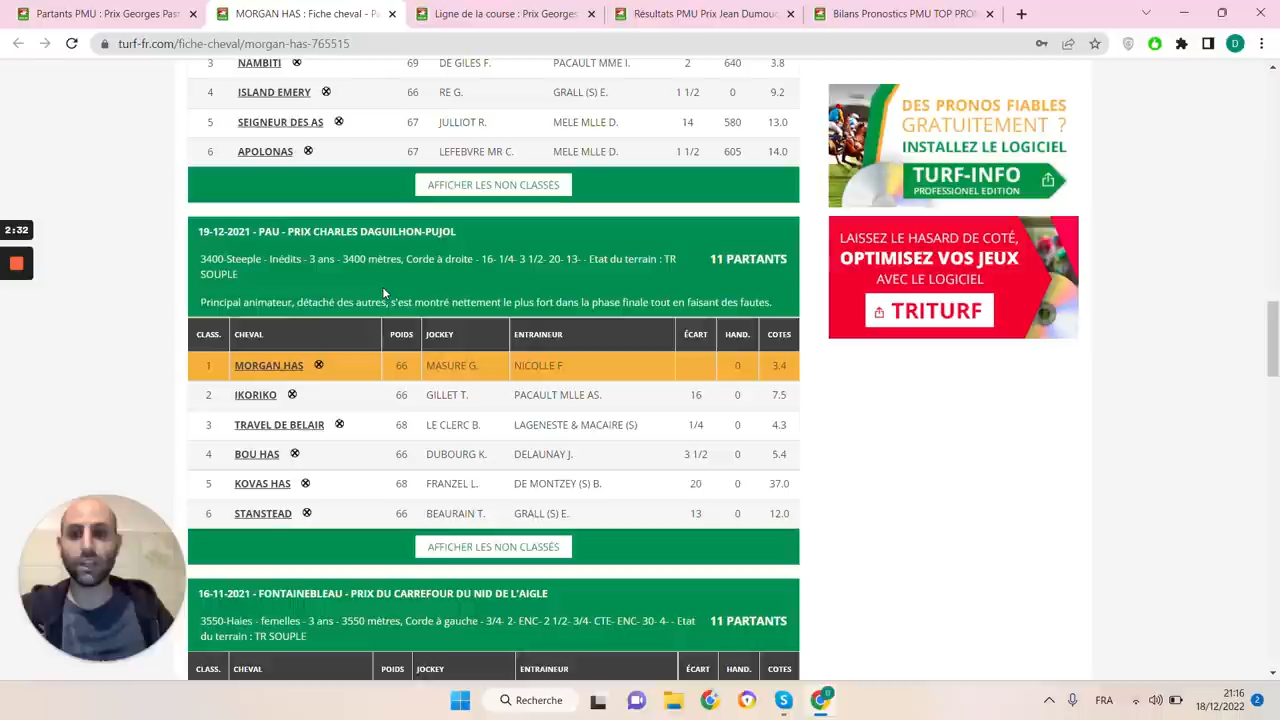 Partants PMU : Georges Pas
MORGAN HAS : Fiche cheval - Pa
Conditions de course : Prix Georges
Résultats PMU Prix Jean Dumontc
Bilans Pronostics TURF PRO
turf-fr.com/fiche-cheval/morgan-has-765515
D
3 NAMBITI 69 DE GILES F. PACAULT MME I. 2 640 3.8
4 ISLAND EMERY 66 RE G. GRALL (S) E. 1 1/2 0 9.2
5 SEIGNEUR DES AS 67 JULLIOT R. MELE MLLE D. 14 580 13.0
6 APOLONAS 67 LEFEBVRE MR C. MELE MLLE D. 1 1/2 605 14.0
AFFICHER LES NON CLASSÉS
19-12-2021 - PAU - PRIX CHARLES DAGUILHON-PUJOL
3400-Steeple - Inédits - 3 ans - 3400 mètres, Corde à droite - 16- 1/4- 3 1/2- 20- 13- - Etat du terrain : TR
SOUPLE
11 PARTANTS
Principal animateur, détaché des autres, s'est montré nettement le plus fort dans la phase finale tout en faisant des fautes.
CLASS. CHEVAL POIDS JOCKEY ENTRAINEUR ÉCART HAND. COTES
1 MORGAN HAS 66 MASURE G. NICOLLE F 0 3.4
2 IKORIKO 66 GILLET T. PACAULT MLLE AS. 16 0 7.5
3 TRAVEL DE BELAIR 68 LE CLERC B. LAGENESTE & MACAIRE (S) 1/4 0 4.3
4 BOU HAS 66 DUBOURG K. DELAUNAY J. 3 1/2 0 5.4
5 KOVAS HAS 68 FRANZEL L. DE MONTZEY (S) B. 20 0 37.0
6 STANSTEAD 66 BEAURAIN T. GRALL (S) E. 13 0 12.0
AFFICHER LES NON CLASSÉS
16-11-2021 - FONTAINEBLEAU - PRIX DU CARREFOUR DU NID DE L'AIGLE
3550-Haies - femelles - 3 ans - 3550 mètres, Corde à gauche - 3/4- 2- ENC- 2 1/2- 3/4- CTE- ENC- 30- 4- - Etat
du terrain : TR SOUPLE
11 PARTANTS
CLASS. CHEVAL POIDS JOCKEY ENTRAINEUR ÉCART HAND. COTES
DES PRONOS FIABLES
GRATUITEMENT ?
INSTALLEZ LE LOGICIEL
TURF-INFO
PROFESSIONEL EDITION
LAISSEZ LE HASARD DE COTÉ,
OPTIMISEZ VOS JEUX
AVEC LE LOGICIEL
TRITURF
2:32
Recherche
FRA
21:16
18/12/2022
2